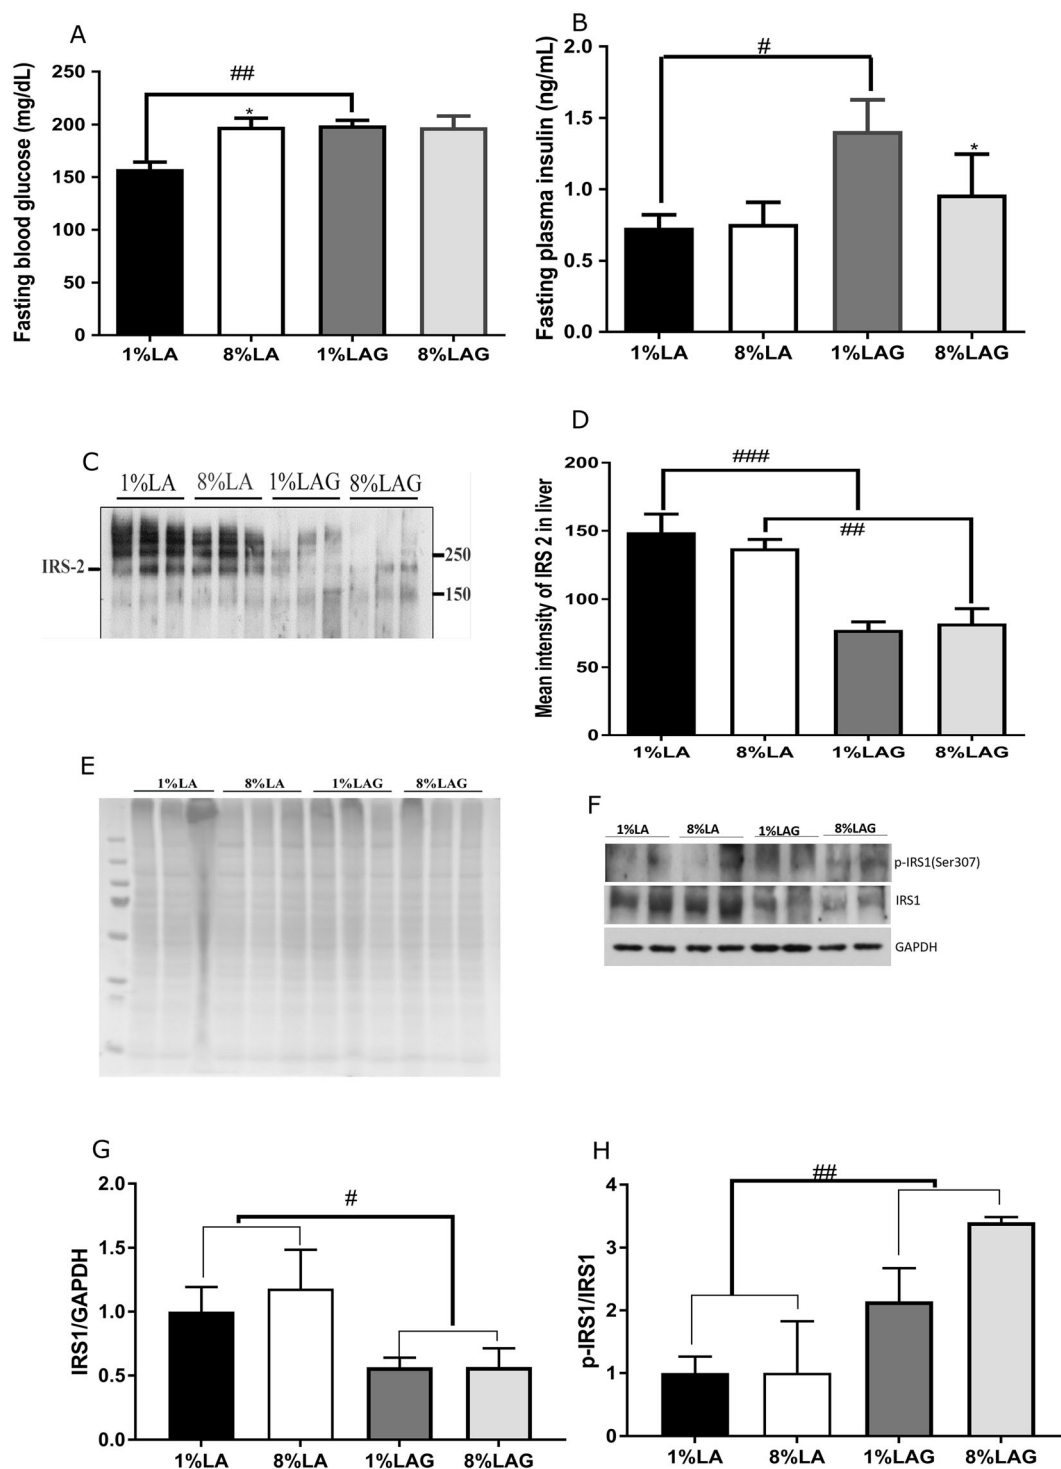 A
Fasting blood glucose (mg/dL)
250
200
150
100
50
0
##
*
1%LA 8%LA 1%LAG 8%LAG
B
Fasting plasma insulin (ng/mL)
2.0
1.5
1.0
0.5
0.0
#
*
1%LA 8%LA 1%LAG 8%LAG
C
1%LA 8%LA 1%LAG 8%LAG
IRS-2
250
150
D
Mean intensity of IRS 2 in liver
200
150
100
50
0
###
##
1%LA 8%LA 1%LAG 8%LAG
E
1%LA 8%LA 1%LAG 8%LAG
F
1%LA 8%LA 1%LAG 8%LAG
p-IRS1(Ser307)
IRS1
GAPDH
G
IRS1/GAPDH
2.0
1.5
1.0
0.5
0.0
#
1%LA 8%LA 1%LAG 8%LAG
H
p-IRS1/IRS1
4
3
2
1
0
##
1%LA 8%LA 1%LAG 8%LAG